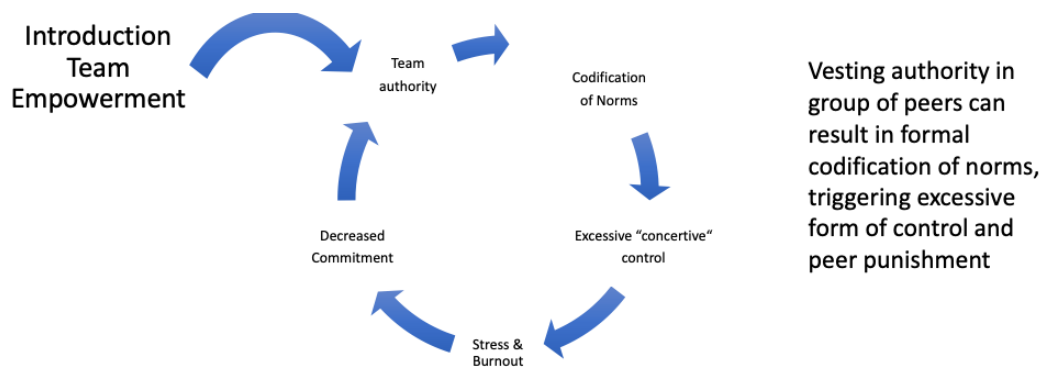 Introduction
Team
Empowerment
Team
authority
Codification
of Norms
Excessive “concertive“
control
Stress &
Burnout
Decreased
Commitment
Vesting authority in
group of peers can
result in formal
codification of norms,
triggering excessive
form of control and
peer punishment